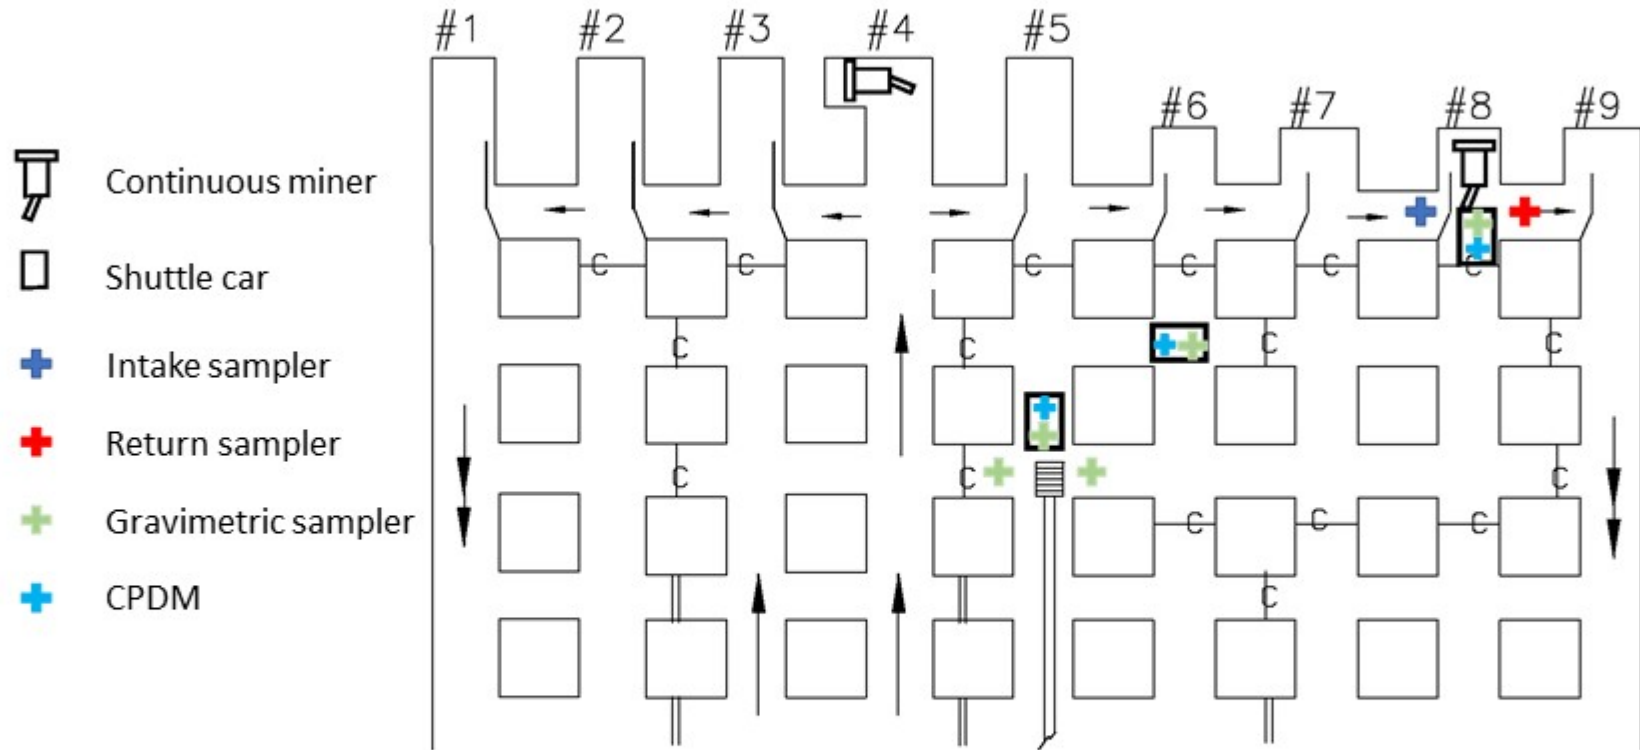 #1 #2 #3 #4 #5
#6 #7 #8 #9
Continuous miner
Shuttle car
Intake sampler
Return sampler
Gravimetric sampler
CPDM
C C C C C C
C
C C C C
C C C
C C C
C